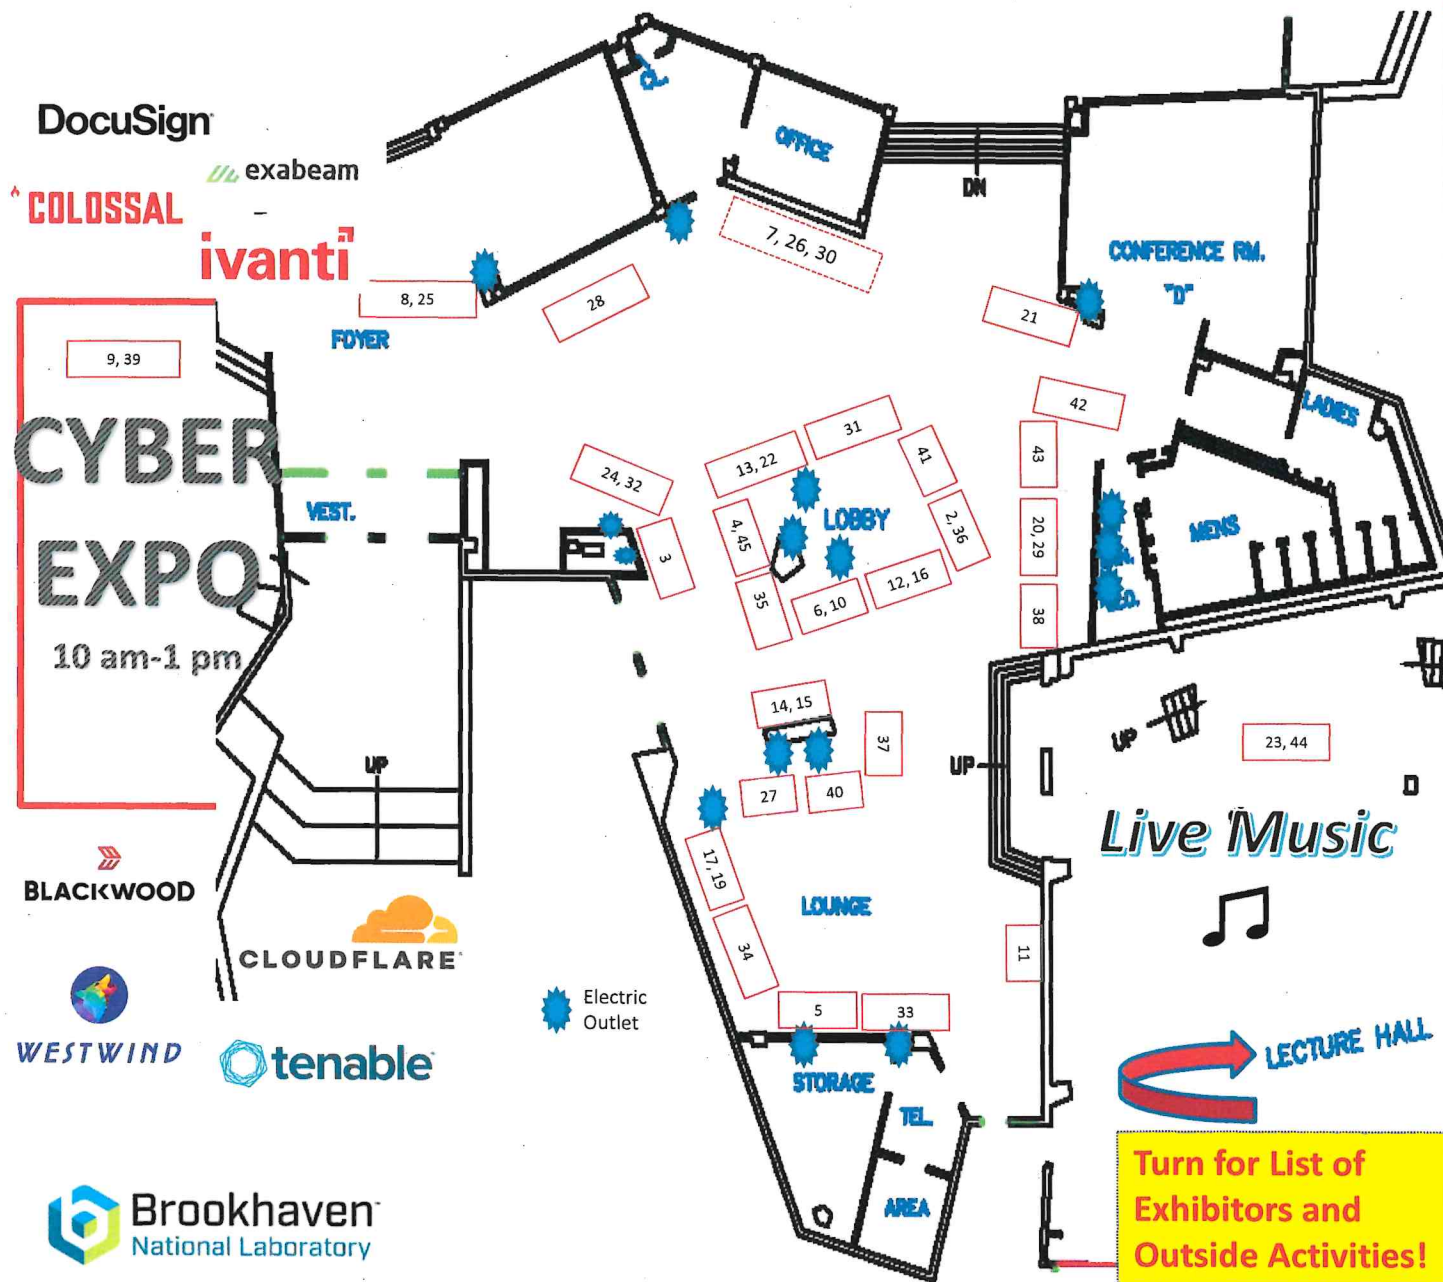 CL.
DocuSign
OFFICE
exabeam
DN
COLOSSAL
ivanti
7, 26, 30
CONFERENCE RM.
"D"
8, 25
28
21
FOYER
9, 39
42
LADIES
31
CYBER
13, 22
41
43
24, 32
VEST.
LOBBY
4, 45
2, 36
20, 29
MENS
EXPO
3
12, 16
35
6, 10
38
10 am-1 pm
14, 15
37
UP
23, 44
UP
UP
27
40
Live Music
17, 19
BLACKWOOD
LOUNGE
CLOUDFLARE
34
11
Electric
Outlet
5
33
WESTWIND
tenable
LECTURE HALL
STORAGE
TEL.
AREA
Turn for List of
Exhibitors and
Outside Activities!
Brookhaven
National Laboratory